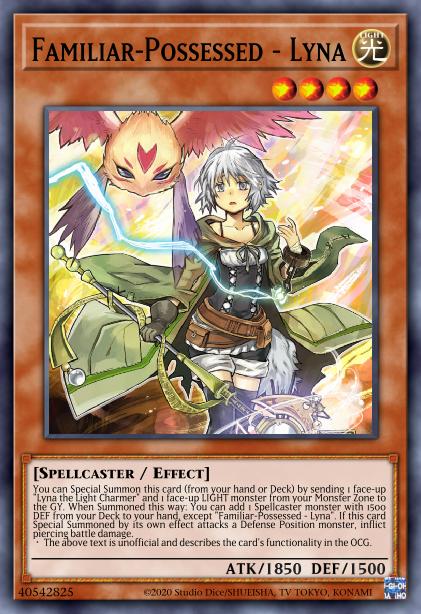 Familiar-Possessed - Lyna
LIGHT
光
[Spellcaster / Effect]
You can Special Summon this card (from your hand or Deck) by sending 1 face-up
"Lyna the Light Charmer" and 1 face-up LIGHT monster from your Monster Zone to
the GY. When Summoned this way: You can add 1 Spellcaster monster with 1500
DEF from your Deck to your hand, except "Familiar-Possessed - Lyna". If this card
Special Summoned by its own effect attacks a Defense Position monster, inflict
piercing battle damage.
· The above text is unofficial and describes the card's functionality in the OCG.
ATK/1850 DEF/1500
40542825
©2020 Studio Dice/SHUEISHA, TV TOKYO, KONAMI